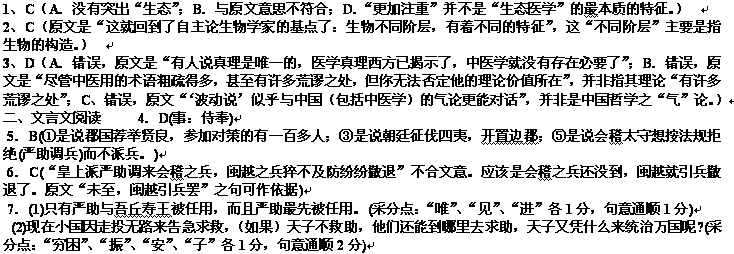 1、C（A．没有突出“生态”；B．与原文意思不符合；D．“更加注重”并不是“生态医学”的最本质的特征。）
2、C（原文是“这就回到了自主论生物学家的基点了：生物不同阶层，有着不同的特征”，这“不同阶层”主要是指
生物的构造。）
3、D（A．错误，原文是“有人说真理是唯一的，医学真理西方已揭示了，中医学就没有存在必要了”；B．错误，原
文是“尽管中医用的术语粗疏得多，甚至有许多荒谬之处，但你无法否定他的理论价值所在”，并非指其理论“有许多
荒谬之处”；C、错误，原文“‘波动说’似乎与中国（包括中医学）的气论更能对话”，并非是中国哲学之“气”论。）
二、文言文阅读 4．D(事：侍奉)
5．B(①是说郡国荐举贤良，参加对策的有一百多人；③是说朝廷征伐四夷，开置边郡；⑤是说会稽太守想按法规拒
绝(严助调兵)而不派兵。)
6．C(“皇上派严助调来会稽之兵，闽越之兵猝不及防纷纷撤退”不合文意。应该是会稽之兵还没到，闽越就引兵撤
退了。原文“未至，闽越引兵罢”之句可作依据)
7．(1)只有严助与吾丘寿王被任用，而且严助最先被任用。(采分点：“唯”、“见”、“进”各1分，句意通顺1分)
(2)现在小国因走投无路来告急求救，(如果)天子不救助，他们还能到哪里去求助，天子又凭什么来统治万国呢?(采
分点：“穷困”、“振”、“安”、“子”各1分，句意通顺2分)